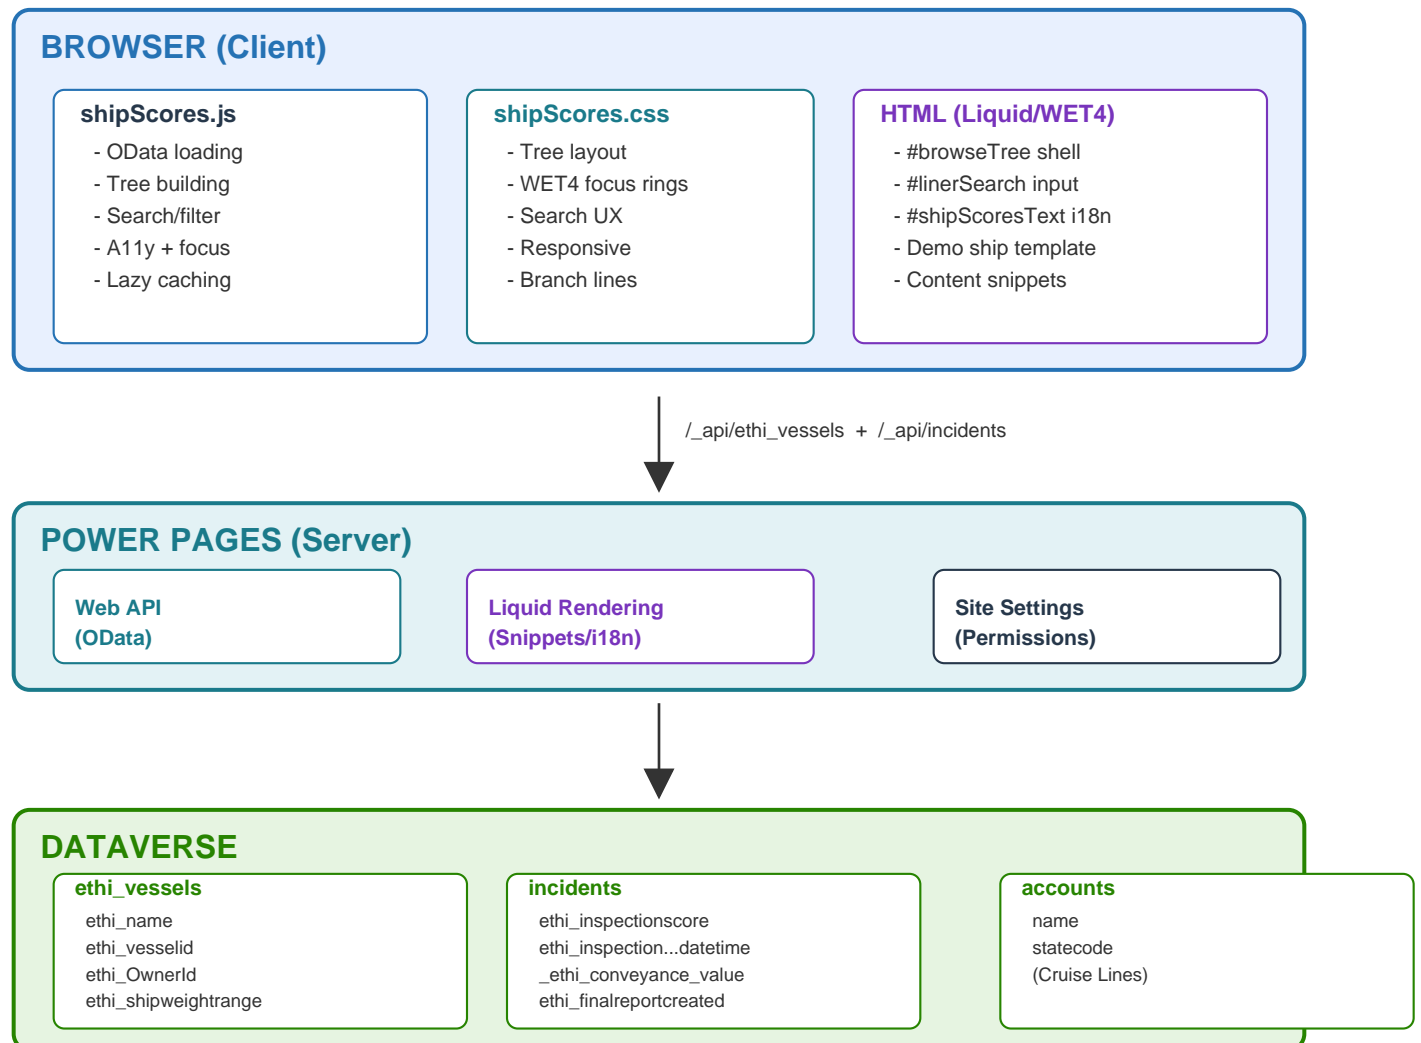 BROWSER (Client)
shipScores.js
- OData loading
- Tree building
- Search/filter
- A11y + focus
- Lazy caching
shipScores.css
- Tree layout
- WET4 focus rings
- Search UX
- Responsive
- Branch lines
HTML (Liquid/WET4)
- #browseTree shell
- #linerSearch input
- #shipScoresText i18n
- Demo ship template
- Content snippets
/_api/ethi_vessels + /_api/incidents
POWER PAGES (Server)
Web API
(OData)
Liquid Rendering
(Snippets/i18n)
Site Settings
(Permissions)
DATAVERSE
ethi_vessels
ethi_name
ethi_vesselid
ethi_OwnerId
ethi_shipweightrange
incidents
ethi_inspectionscore
ethi_inspection...datetime
_ethi_conveyance_value
ethi_finalreportcreated
accounts
name
statecode
(Cruise Lines)